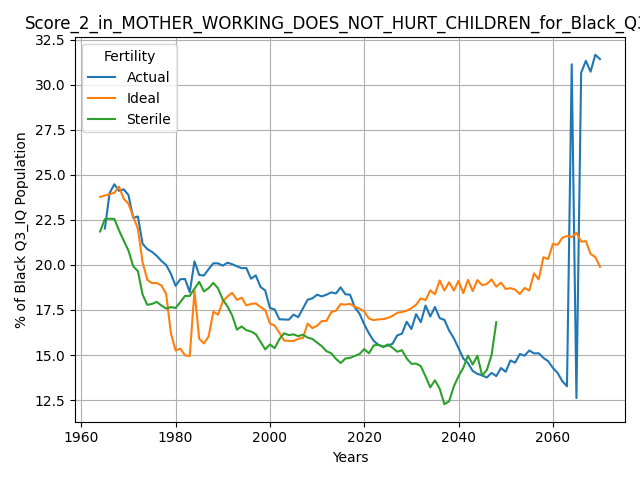 Score_2_in_MOTHER_WORKING_DOES_NOT_HURT_CHILDREN_for_Black_Q3
32.5
30.0
27.5
25.0
22.5
20.0
17.5
15.0
12.5
% of Black Q3_IQ Population
Fertility
Actual
Ideal
Sterile
1960
1980
2000
2020
2040
2060
Years